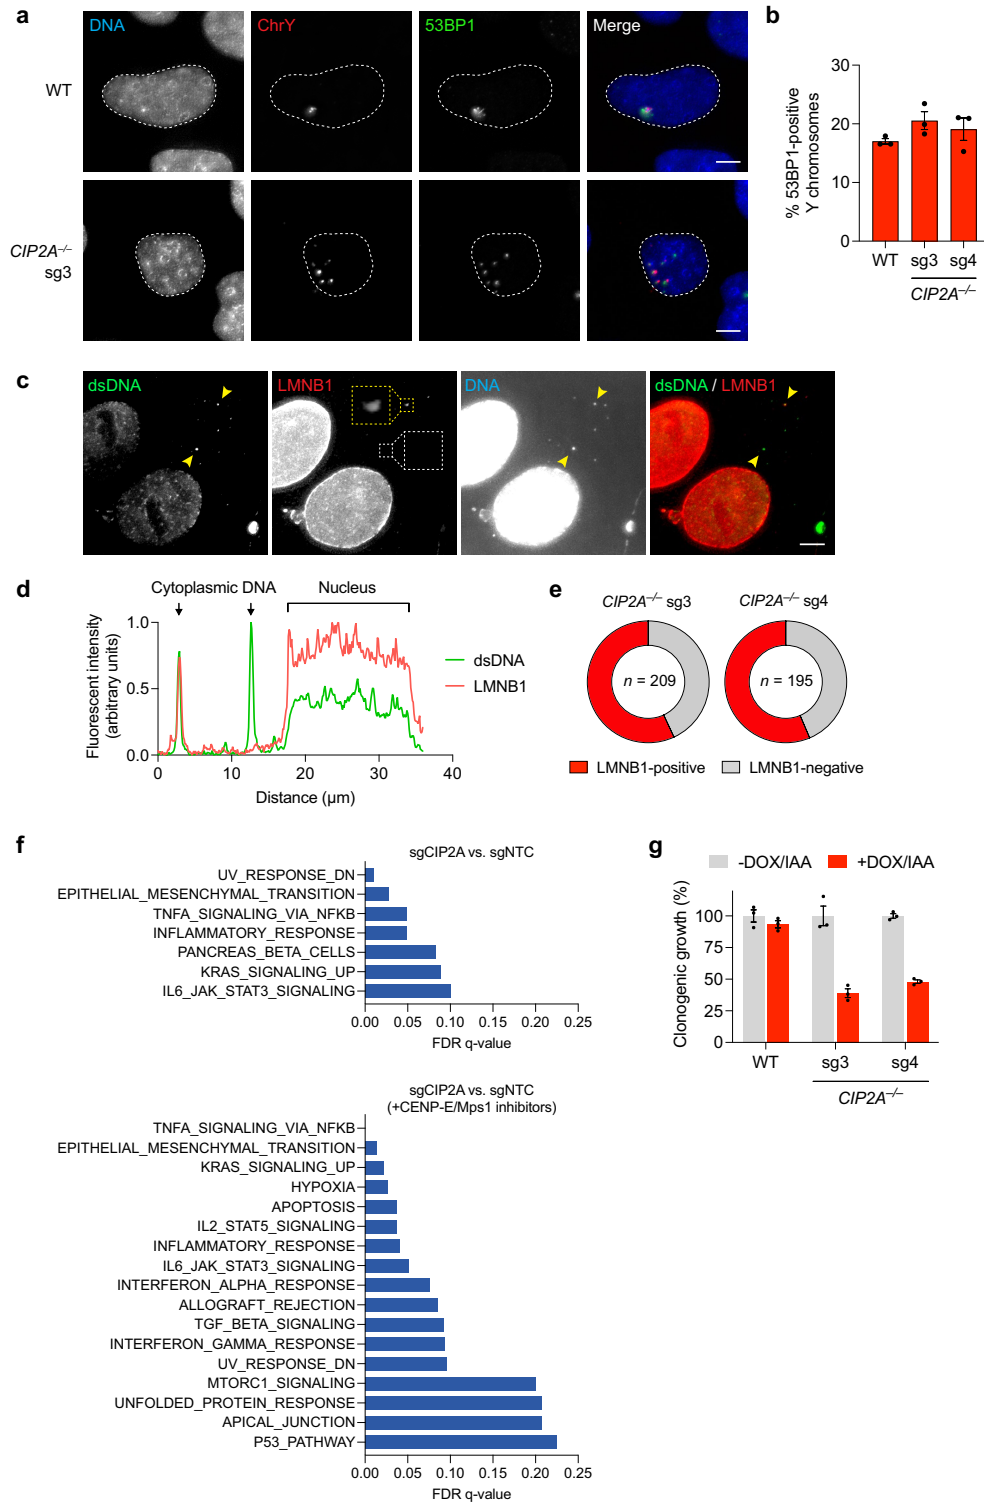 a
DNA
ChrY
53BP1
Merge
WT
CIP2A–/–
sg3
b
30
20
10
0
% 53BP1-positive
Y chromosomes
WT
sg3
sg4
CIP2A–/–
c
dsDNA
LMNB1
DNA
dsDNA / LMNB1
d
Cytoplasmic DNA
Nucleus
1.0
0.5
0.0
Fluorescent intensity
(arbitrary units)
0
10
20
30
40
Distance (µm)
dsDNA
LMNB1
e
CIP2A–/– sg3
CIP2A–/– sg4
n = 209
n = 195
LMNB1-positive
LMNB1-negative
f
sgCIP2A vs. sgNTC
UV_RESPONSE_DN
EPITHELIAL_MESENCHYMAL_TRANSITION
TNFA_SIGNALING_VIA_NFKB
INFLAMMATORY_RESPONSE
PANCREAS_BETA_CELLS
KRAS_SIGNALING_UP
IL6_JAK_STAT3_SIGNALING
0.00 0.05 0.10 0.15 0.20 0.25
FDR q-value
sgCIP2A vs. sgNTC
(+CENP-E/Mps1 inhibitors)
TNFA_SIGNALING_VIA_NFKB
EPITHELIAL_MESENCHYMAL_TRANSITION
KRAS_SIGNALING_UP
HYPOXIA
APOPTOSIS
IL2_STAT5_SIGNALING
INFLAMMATORY_RESPONSE
IL6_JAK_STAT3_SIGNALING
INTERFERON_ALPHA_RESPONSE
ALLOGRAFT_REJECTION
TGF_BETA_SIGNALING
INTERFERON_GAMMA_RESPONSE
UV_RESPONSE_DN
MTORC1_SIGNALING
UNFOLDED_PROTEIN_RESPONSE
APICAL_JUNCTION
P53_PATHWAY
0.00 0.05 0.10 0.15 0.20 0.25
FDR q-value
g
-DOX/IAA
+DOX/IAA
100
75
50
25
0
Clonogenic growth (%)
WT
sg3
sg4
CIP2A–/–